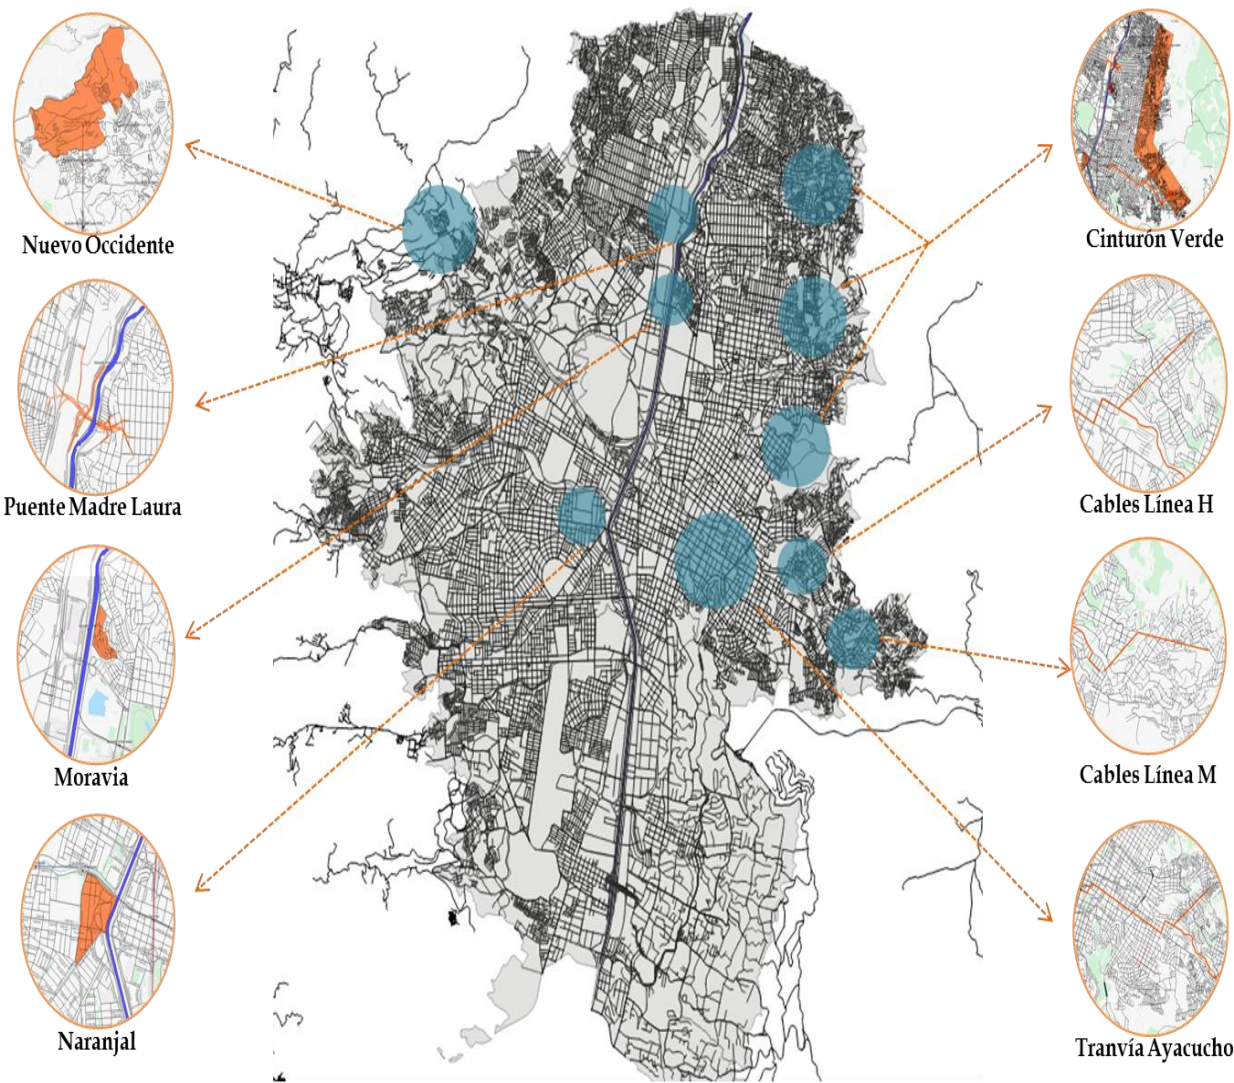 Nuevo Occidente
Puente Madre Laura
Moravia
Naranjal
Cinturón Verde
Cables Línea H
Cables Línea M
Tranvía Ayacucho